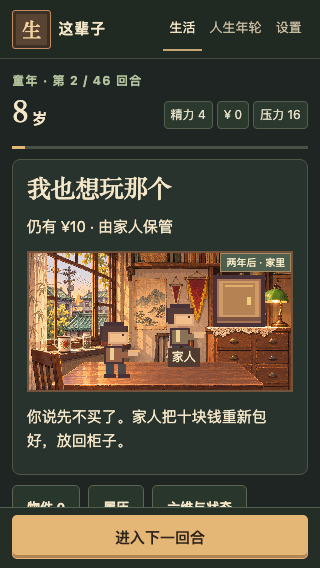 生
这辈子
生活
人生年轮
设置
童年 · 第 2 / 46 回合
8 岁
精力 4
¥ 0
压力 16
我也想玩那个
仍有 ¥10 · 由家人保管
两年后 · 家里
家人
你说先不买了。家人把十块钱重新包
好，放回柜子。
进入下一回合